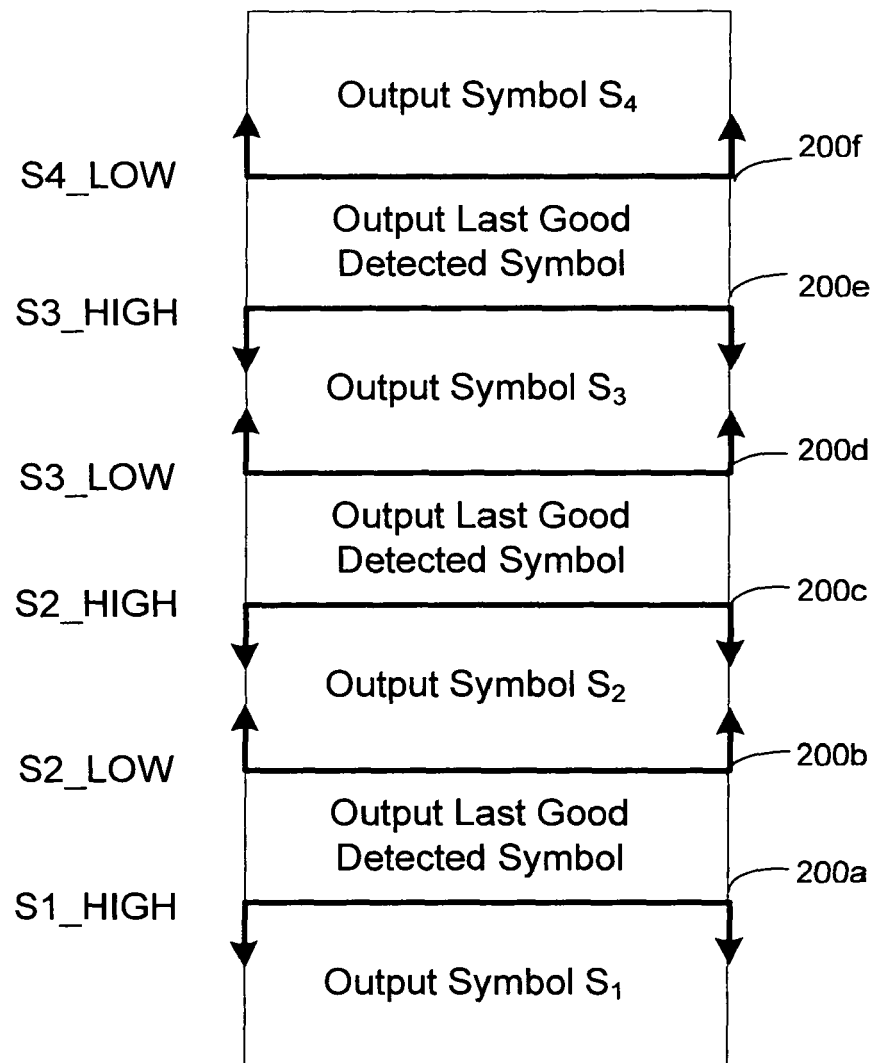 Output Symbol S₄
200f
S4_LOW
Output Last Good
Detected Symbol
200e
S3_HIGH
Output Symbol S₃
200d
S3_LOW
Output Last Good
Detected Symbol
200c
S2_HIGH
Output Symbol S₂
200b
S2_LOW
Output Last Good
Detected Symbol
200a
S1_HIGH
Output Symbol S₁